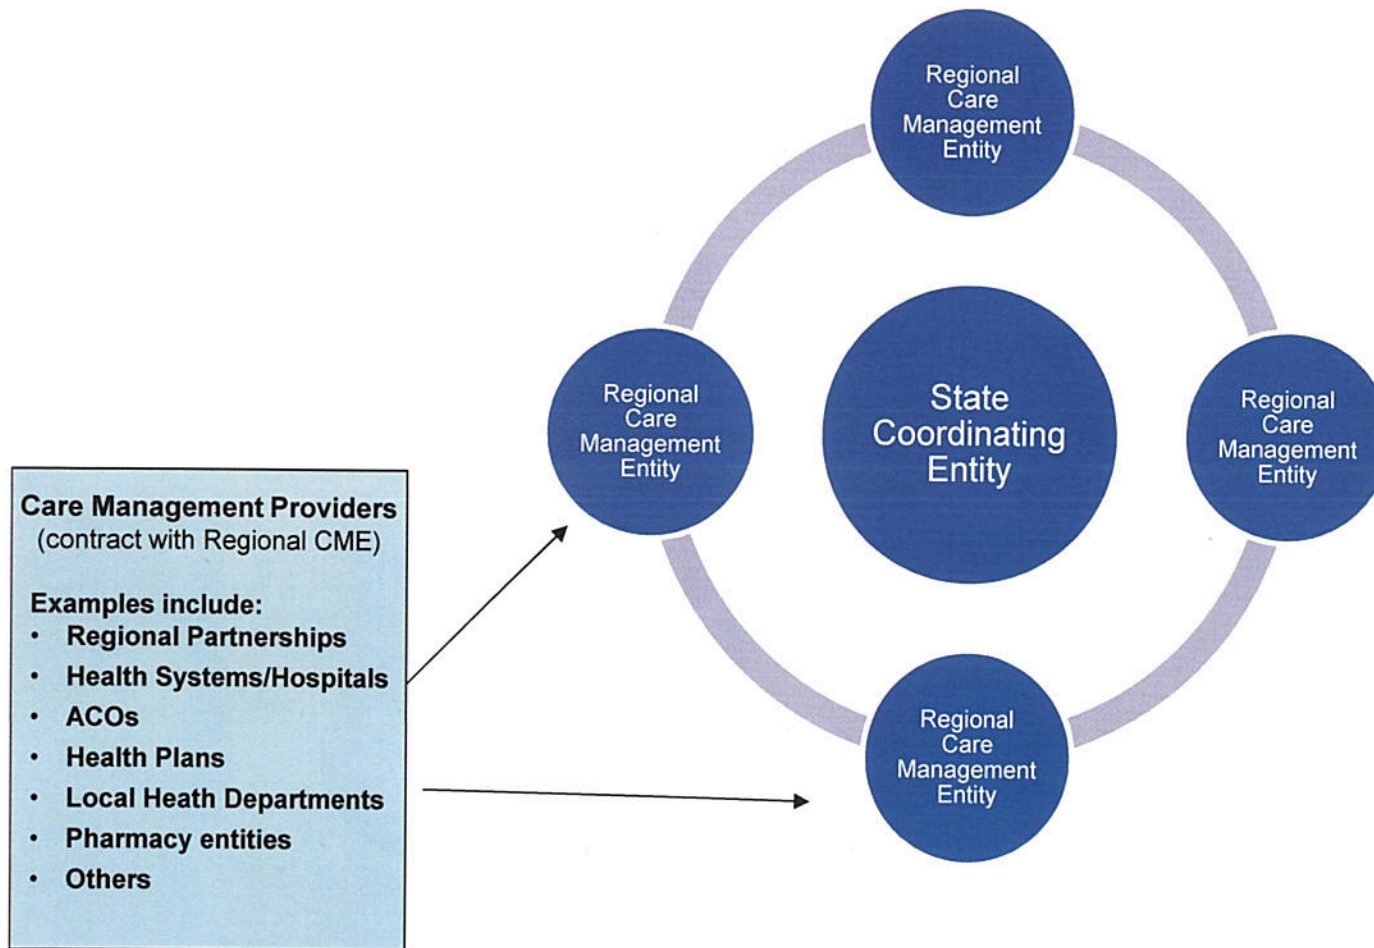 Regional
Care
Management
Entity
Regional
Care
Management
Entity
State
Coordinating
Entity
Regional
Care
Management
Entity
Care Management Providers
(contract with Regional CME)
Examples include:
• Regional Partnerships
• Health Systems/Hospitals
• ACOs
• Health Plans
• Local Heath Departments
• Pharmacy entities
• Others
Regional
Care
Management
Entity